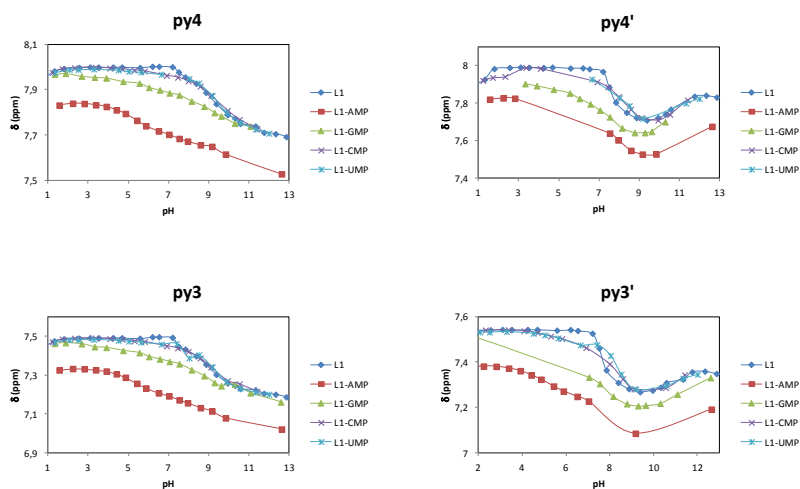 py4
8,1
7,9
7,7
7,5
1 3 5 7 9 11 13
δ (ppm)
pH
L1
L1-AMP
L1-GMP
L1-CMP
L1-UMP
py4'
8
7,8
7,6
7,4
1 3 5 7 9 11 13
δ (ppm)
pH
L1
L1-AMP
L1-GMP
L1-CMP
L1-UMP
py3
7,5
7,3
7,1
6,9
1 3 5 7 9 11 13
δ (ppm)
pH
L1
L1-AMP
L1-GMP
L1-CMP
L1-UMP
py3'
7,6
7,4
7,2
7
2 4 6 8 10 12
δ (ppm)
pH
L1
L1-AMP
L1-GMP
L1-CMP
L1-UMP